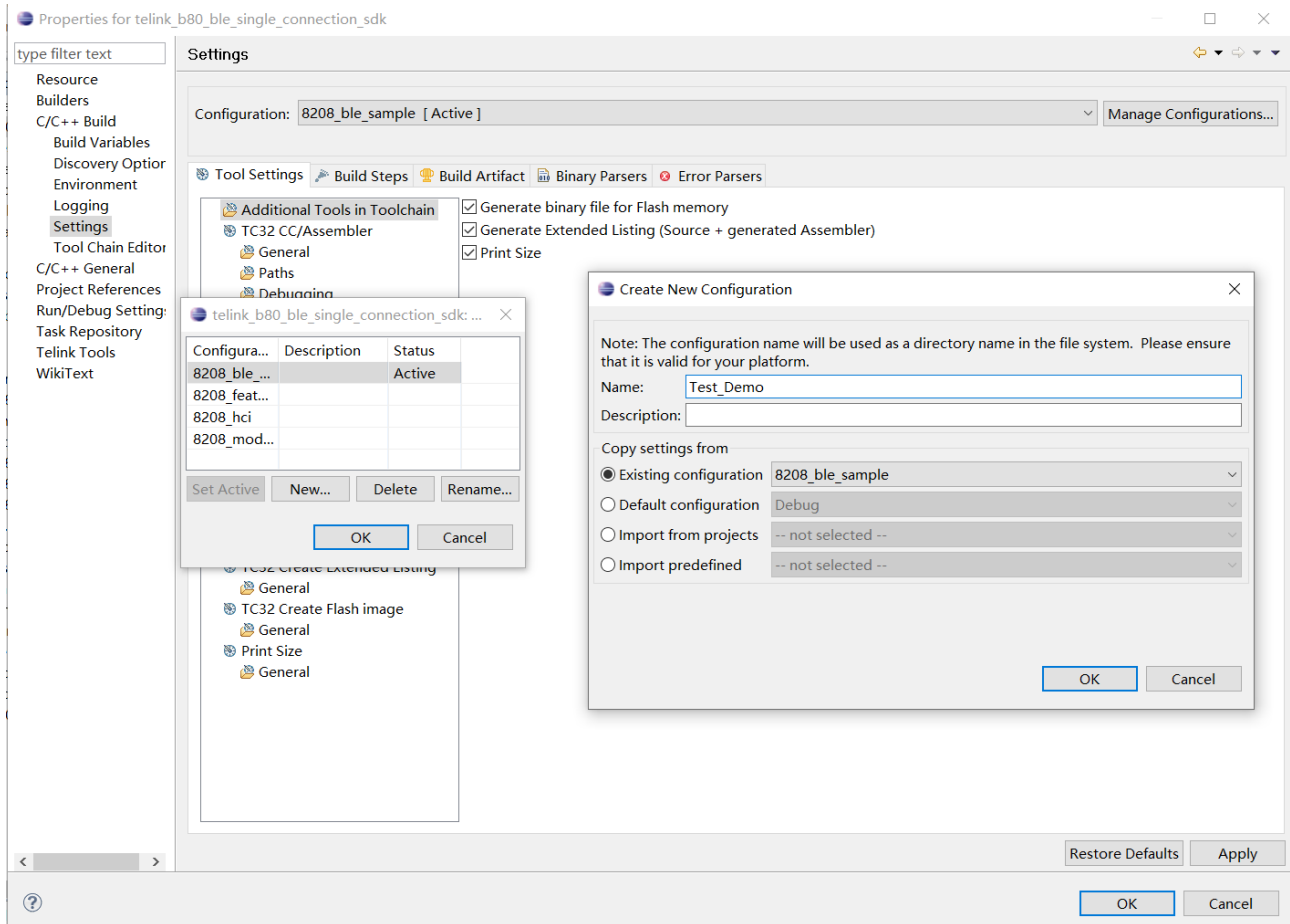 Properties for telink_b80_ble_single_connection_sdk
type filter text
Resource
Builders
C/C++ Build
Build Variables
Discovery Option
Environment
Logging
Settings
Tool Chain Editor
C/C++ General
Project References
Run/Debug Settings
Task Repository
Telink Tools
WikiText
Settings
Configuration: 8208_ble_sample [ Active ] Manage Configurations...
Tool Settings Build Steps Build Artifact Binary Parsers Error Parsers
Additional Tools in Toolchain
TC32 CC/Assembler
General
Paths
Debugging
Generate binary file for Flash memory
Generate Extended Listing (Source + generated Assembler)
Print Size
telink_b80_ble_single_connection_sdk: ...
Configura... Description Status
8208_ble_... Active
8208_feat...
8208_hci
8208_mod...
Set Active New... Delete Rename...
OK Cancel
TC32 Create Extended Listing
General
TC32 Create Flash image
General
Print Size
General
Create New Configuration
Note: The configuration name will be used as a directory name in the file system. Please ensure
that it is valid for your platform.
Name: Test_Demo
Description:
Copy settings from
Existing configuration 8208_ble_sample
Default configuration Debug
Import from projects -- not selected --
Import predefined -- not selected --
OK Cancel
Restore Defaults Apply
OK Cancel